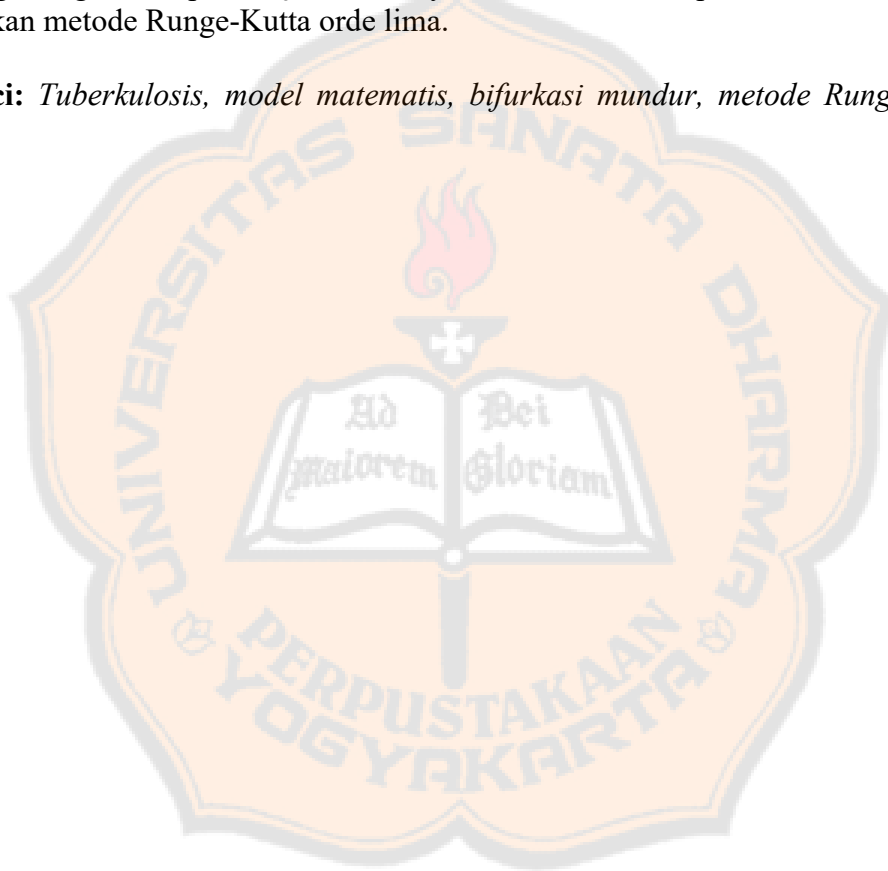 kan metode Runge-Kutta orde lima.
ci: Tuberkulosis, model matematis, bifurkasi mundur, metode Rung
UNIVERSITAS SANATA DHARMA
Ad Dei
Maiorem Gloriam
PERPUSTAKAAN
YOGYAKARTA